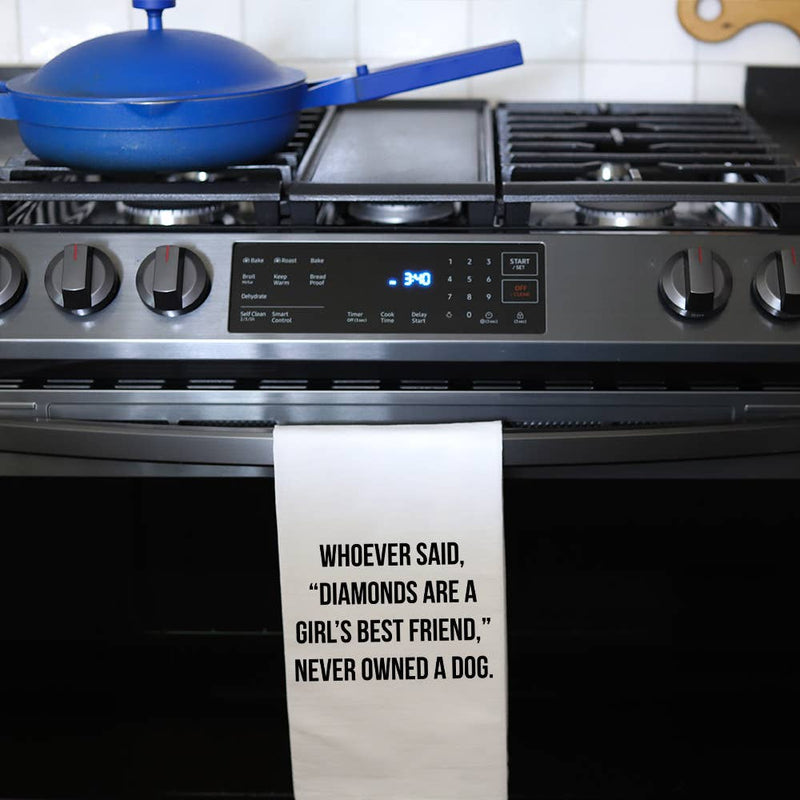 Bake Roast Bake
Broil Keep Warm Bread Proof
Dehydrate
Self Clean Smart Control Timer Cook Time Delay Start
3:40
1 2 3
4 5 6
7 8 9
0
START
/SET
OFF
WHOEVER SAID,
“DIAMONDS ARE A
GIRL’S BEST FRIEND,”
NEVER OWNED A DOG.